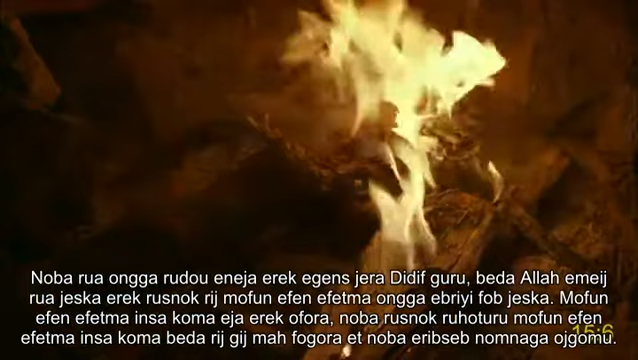 Noba rua ongga rudou eneja erek egens jera Didif guru, beda Allah emeij
rua jeska erek rusnok rij mofun efen efetma ongga ebriyi fob jeska. Mofun
efen efetma insa koma eja erek ofora, noba rusnok ruhoturu mofun efen
efetma insa koma beda rij gij mah fogora et noba eribseb nomnaga ojgomu.
15:6